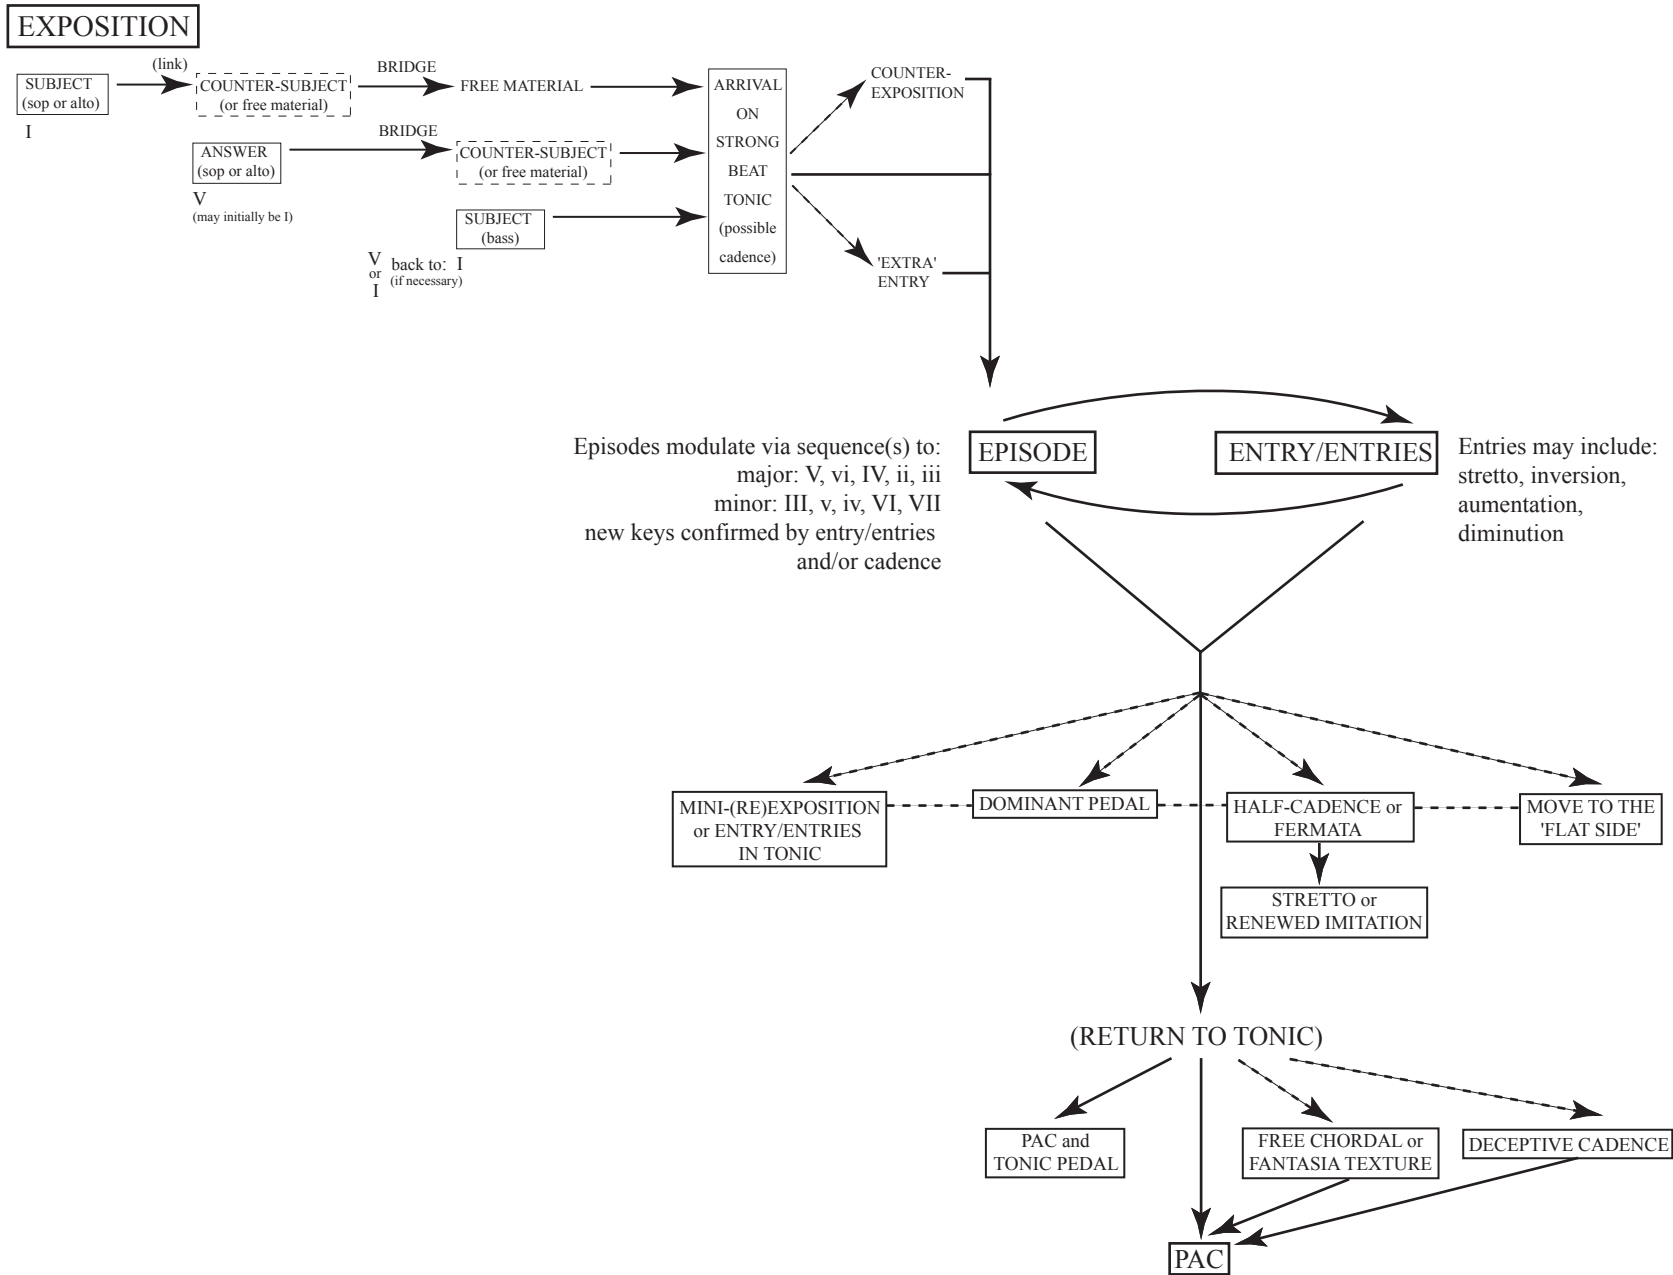 EXPOSITION
SUBJECT
(sop or alto)
I
(link)
COUNTER-SUBJECT
(or free material)
BRIDGE
FREE MATERIAL
ANSWER
(sop or alto)
V
(may initially be I)
BRIDGE
COUNTER-SUBJECT
(or free material)
SUBJECT
(bass)
V
or
I
back to: I
(if necessary)
ARRIVAL
ON
STRONG
BEAT
TONIC
(possible
cadence)
COUNTER-
EXPOSITION
'EXTRA'
ENTRY
Episodes modulate via sequence(s) to:
major: V, vi, IV, ii, iii
minor: III, v, iv, VI, VII
new keys confirmed by entry/entries
and/or cadence
EPISODE
ENTRY/ENTRIES
Entries may include:
stretto, inversion,
aumentation,
diminution
MINI-(RE)EXPOSITION
or ENTRY/ENTRIES
IN TONIC
DOMINANT PEDAL
HALF-CADENCE or
FERMATA
MOVE TO THE
'FLAT SIDE'
STRETTO or
RENEWED IMITATION
(RETURN TO TONIC)
PAC and
TONIC PEDAL
FREE CHORDAL or
FANTASIA TEXTURE
DECEPTIVE CADENCE
PAC